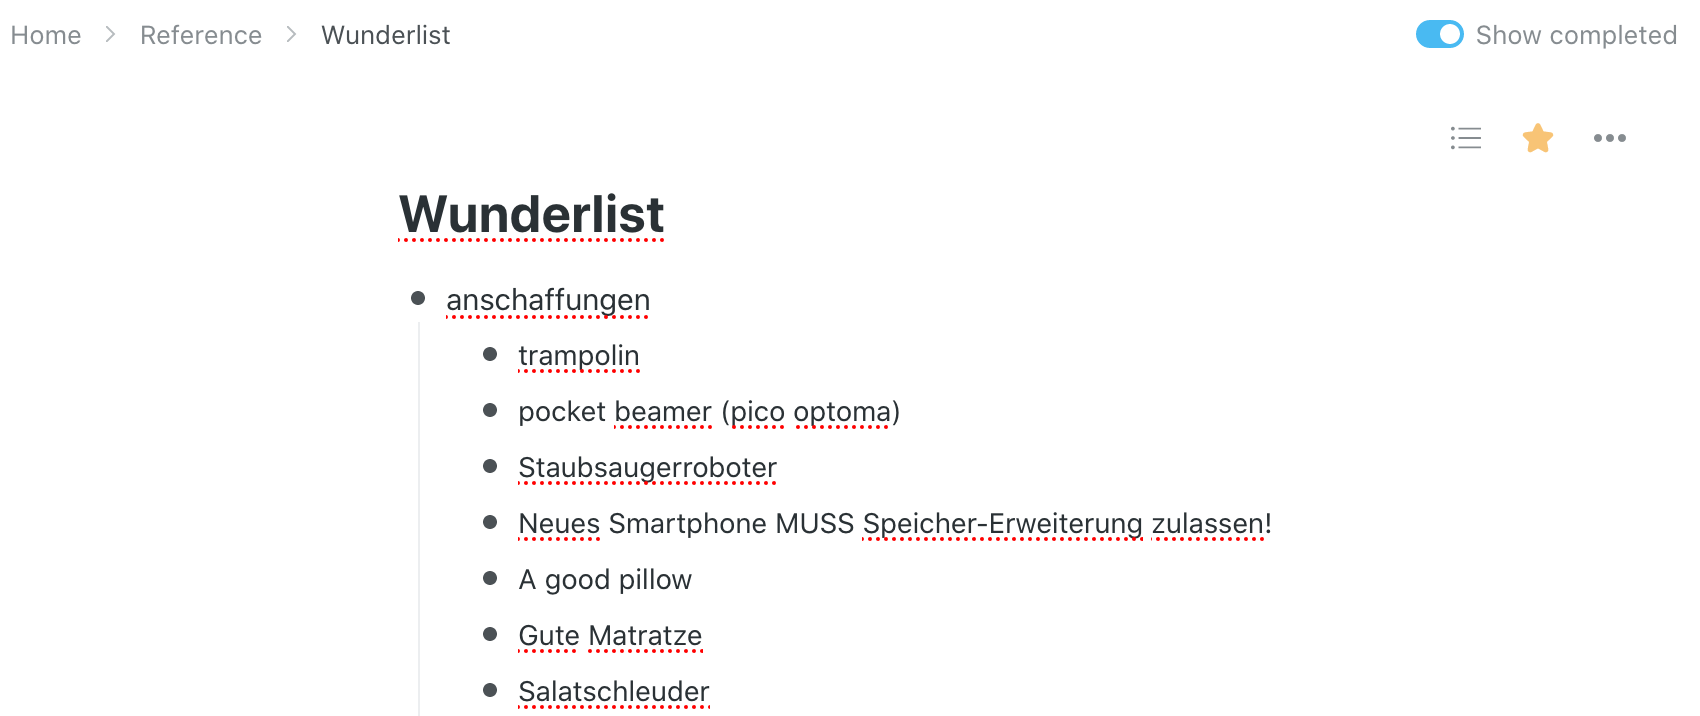 Home > Reference > Wunderlist
Show completed
Wunderlist
anschaffungen
trampolin
pocket beamer (pico optoma)
Staubsaugerroboter
Neues Smartphone MUSS Speicher-Erweiterung zulassen!
A good pillow
Gute Matratze
Salatschleuder